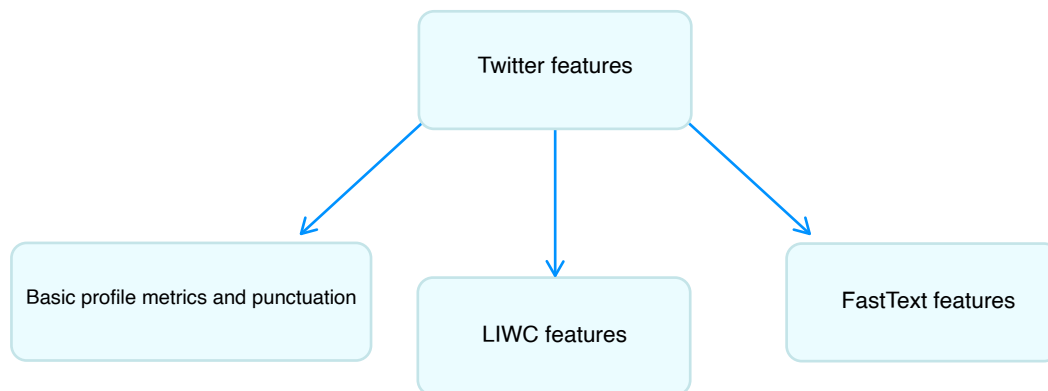 Twitter features
Basic profile metrics and punctuation
LIWC features
FastText features